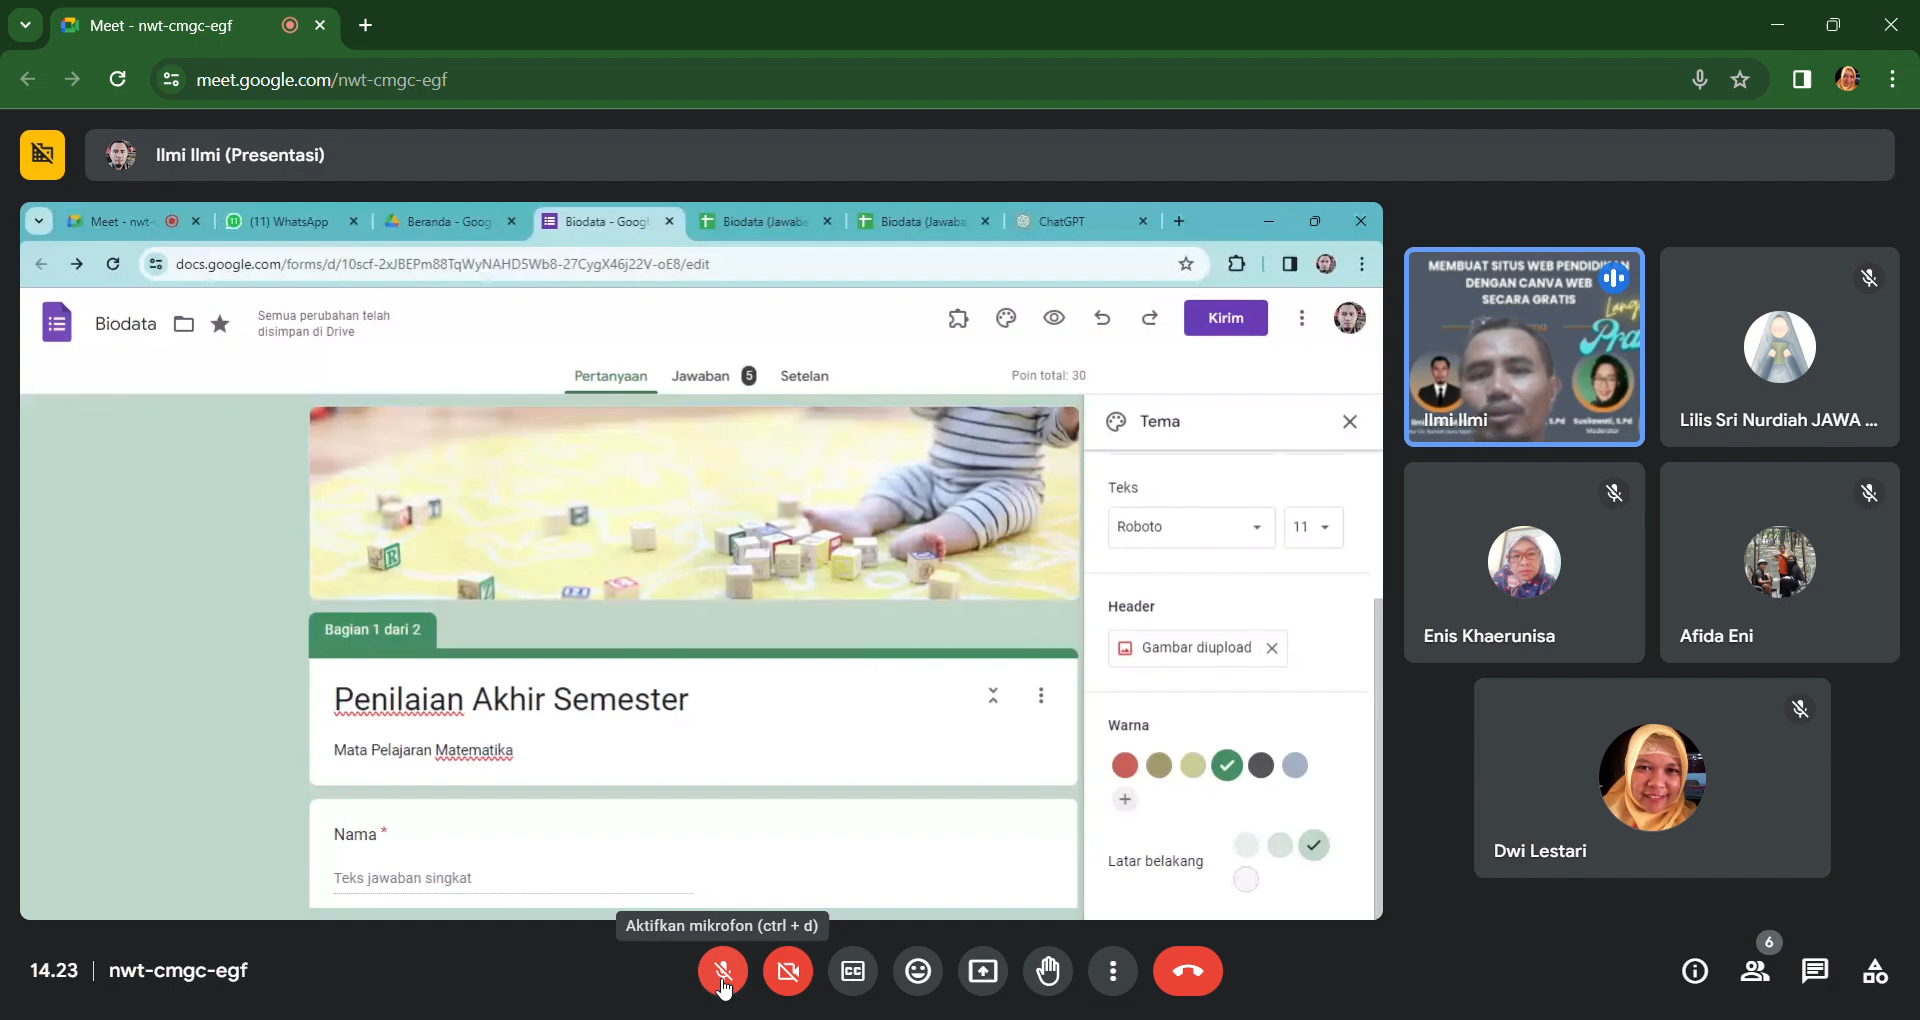 Meet - nwt-cmgc-egf
meet.google.com/nwt-cmgc-egf
Ilmi Ilmi (Presentasi)
Meet - nwt-
(11) WhatsApp
Beranda - Goog
Biodata - Googl
Biodata (Jawaba
Biodata (Jawaba
ChatGPT
docs.google.com/forms/d/10scf-2xJBEPm88TqWyNAHD5Wb8-27CygX46j22V-oE8/edit
Biodata
Semua perubahan telah
disimpan di Drive
Kirim
Pertanyaan
Jawaban 5
Setelan
Poin total: 30
Tema
Teks
Roboto
11
Header
Gambar diupload
Warna
Latar belakang
Bagian 1 dari 2
Penilaian Akhir Semester
Mata Pelajaran Matematika
Nama *
Teks jawaban singkat
MEMBUAT SITUS WEB PENDIDIKAN
DENGAN CANVA WEB
SECARA GRATIS
Pra
Susilawati, S.Pd
Moderator
Ilmi Ilmi
Lilis Sri Nurdiah JAWA ...
Enis Khaerunisa
Afida Eni
Dwi Lestari
Aktifkan mikrofon (ctrl + d)
14.23
nwt-cmgc-egf
6